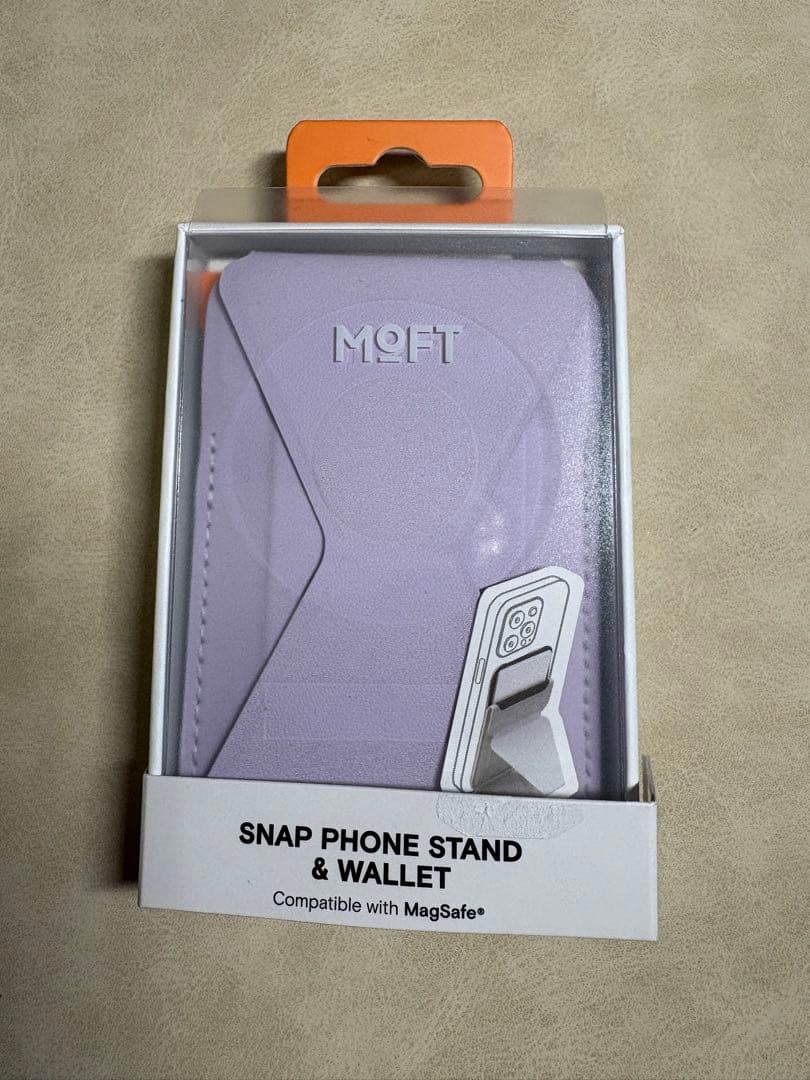 MOFT
SNAP PHONE STAND
& WALLET
Compatible with MagSafe®